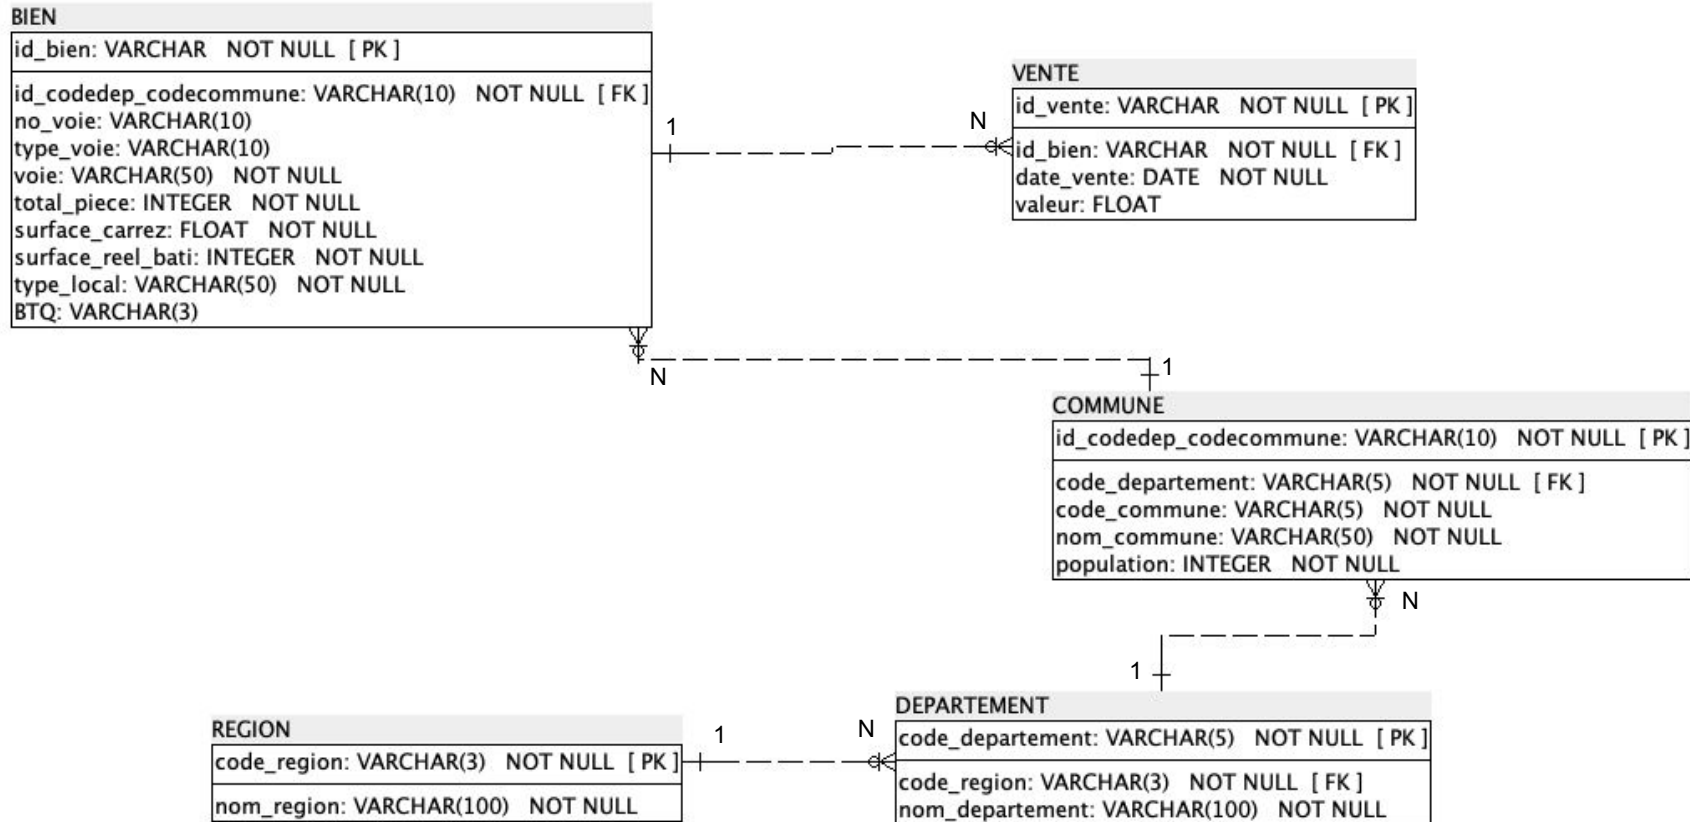 BIEN
id_bien: VARCHAR NOT NULL [ PK ]
id_codedep_codecommune: VARCHAR(10) NOT NULL [ FK ]
no_voie: VARCHAR(10)
type_voie: VARCHAR(10)
voie: VARCHAR(50) NOT NULL
total_piece: INTEGER NOT NULL
surface_carrez: FLOAT NOT NULL
surface_reel_bati: INTEGER NOT NULL
type_local: VARCHAR(50) NOT NULL
BTQ: VARCHAR(3)
1
N
VENTE
id_vente: VARCHAR NOT NULL [ PK ]
id_bien: VARCHAR NOT NULL [ FK ]
date_vente: DATE NOT NULL
valeur: FLOAT
N
1
COMMUNE
id_codedep_codecommune: VARCHAR(10) NOT NULL [ PK ]
code_departement: VARCHAR(5) NOT NULL [ FK ]
code_commune: VARCHAR(5) NOT NULL
nom_commune: VARCHAR(50) NOT NULL
population: INTEGER NOT NULL
N
1
REGION
code_region: VARCHAR(3) NOT NULL [ PK ]
nom_region: VARCHAR(100) NOT NULL
1
N
DEPARTEMENT
code_departement: VARCHAR(5) NOT NULL [ PK ]
code_region: VARCHAR(3) NOT NULL [ FK ]
nom_departement: VARCHAR(100) NOT NULL